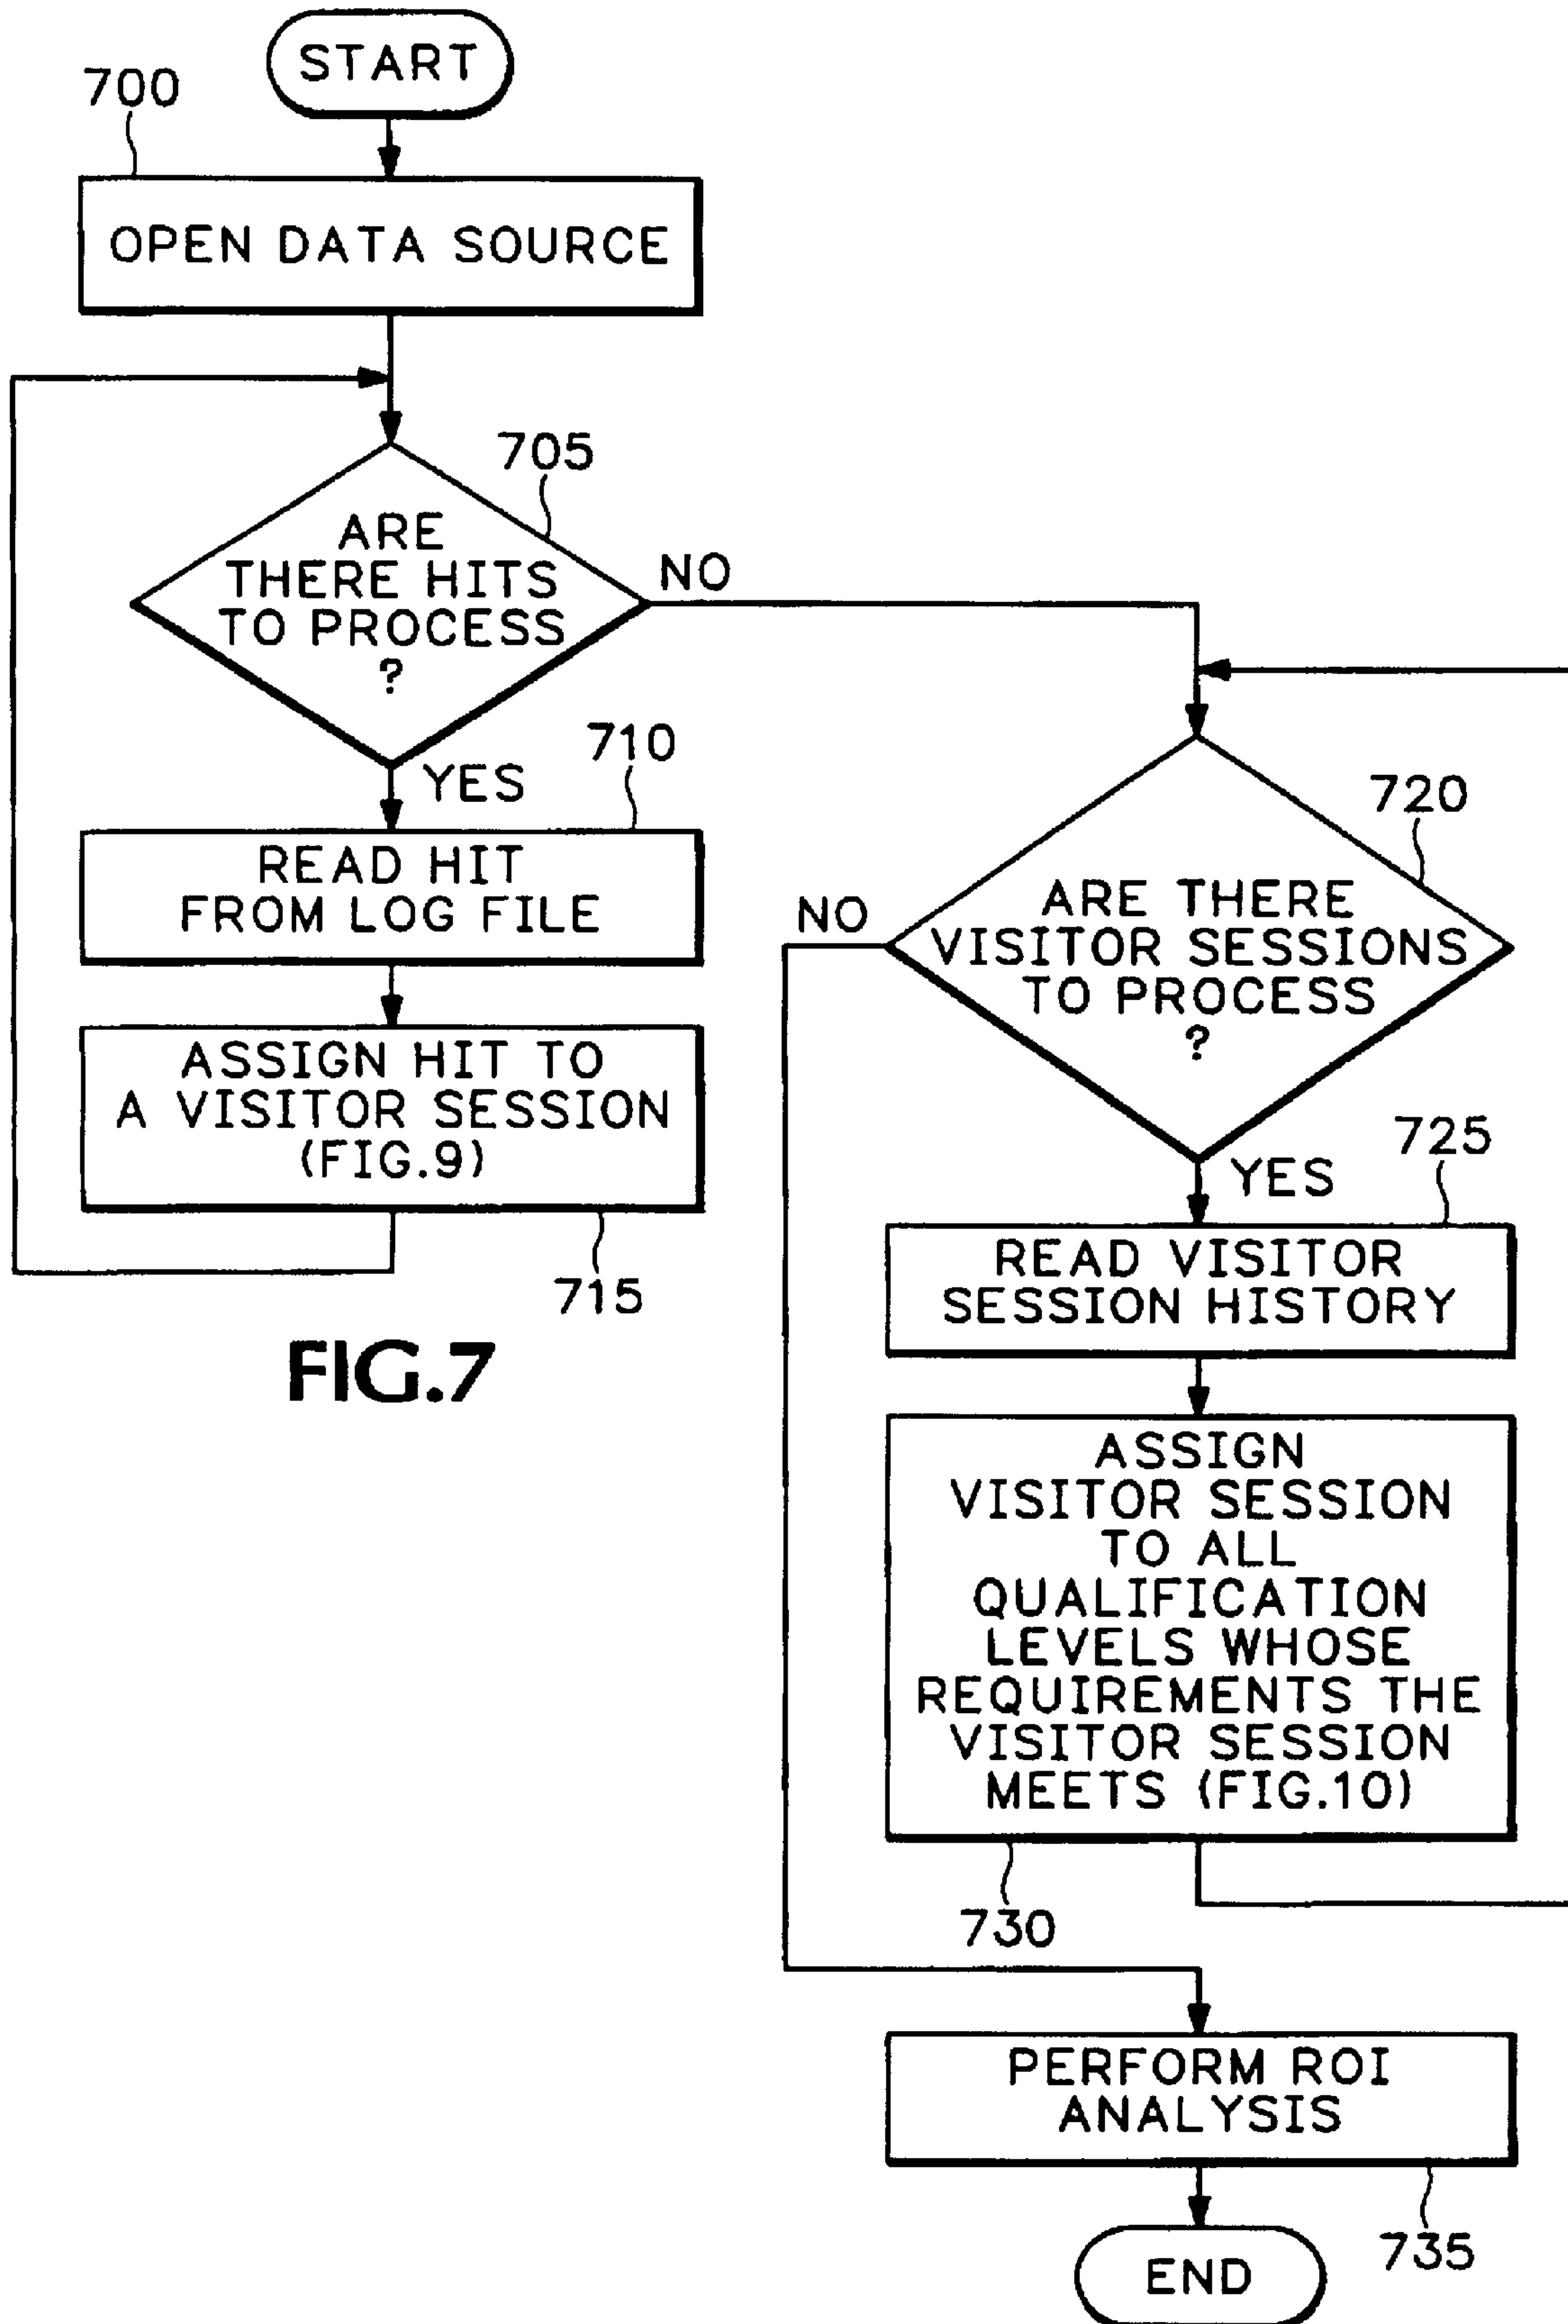 START
700
OPEN DATA SOURCE
705
ARE
THERE HITS
TO PROCESS
?
NO
YES
710
READ HIT
FROM LOG FILE
ASSIGN HIT TO
A VISITOR SESSION
(FIG.9)
715
FIG.7
720
ARE THERE
VISITOR SESSIONS
TO PROCESS
?
NO
YES
725
READ VISITOR
SESSION HISTORY
ASSIGN
VISITOR SESSION
TO ALL
QUALIFICATION
LEVELS WHOSE
REQUIREMENTS THE
VISITOR SESSION
MEETS (FIG.10)
730
PERFORM ROI
ANALYSIS
735
END